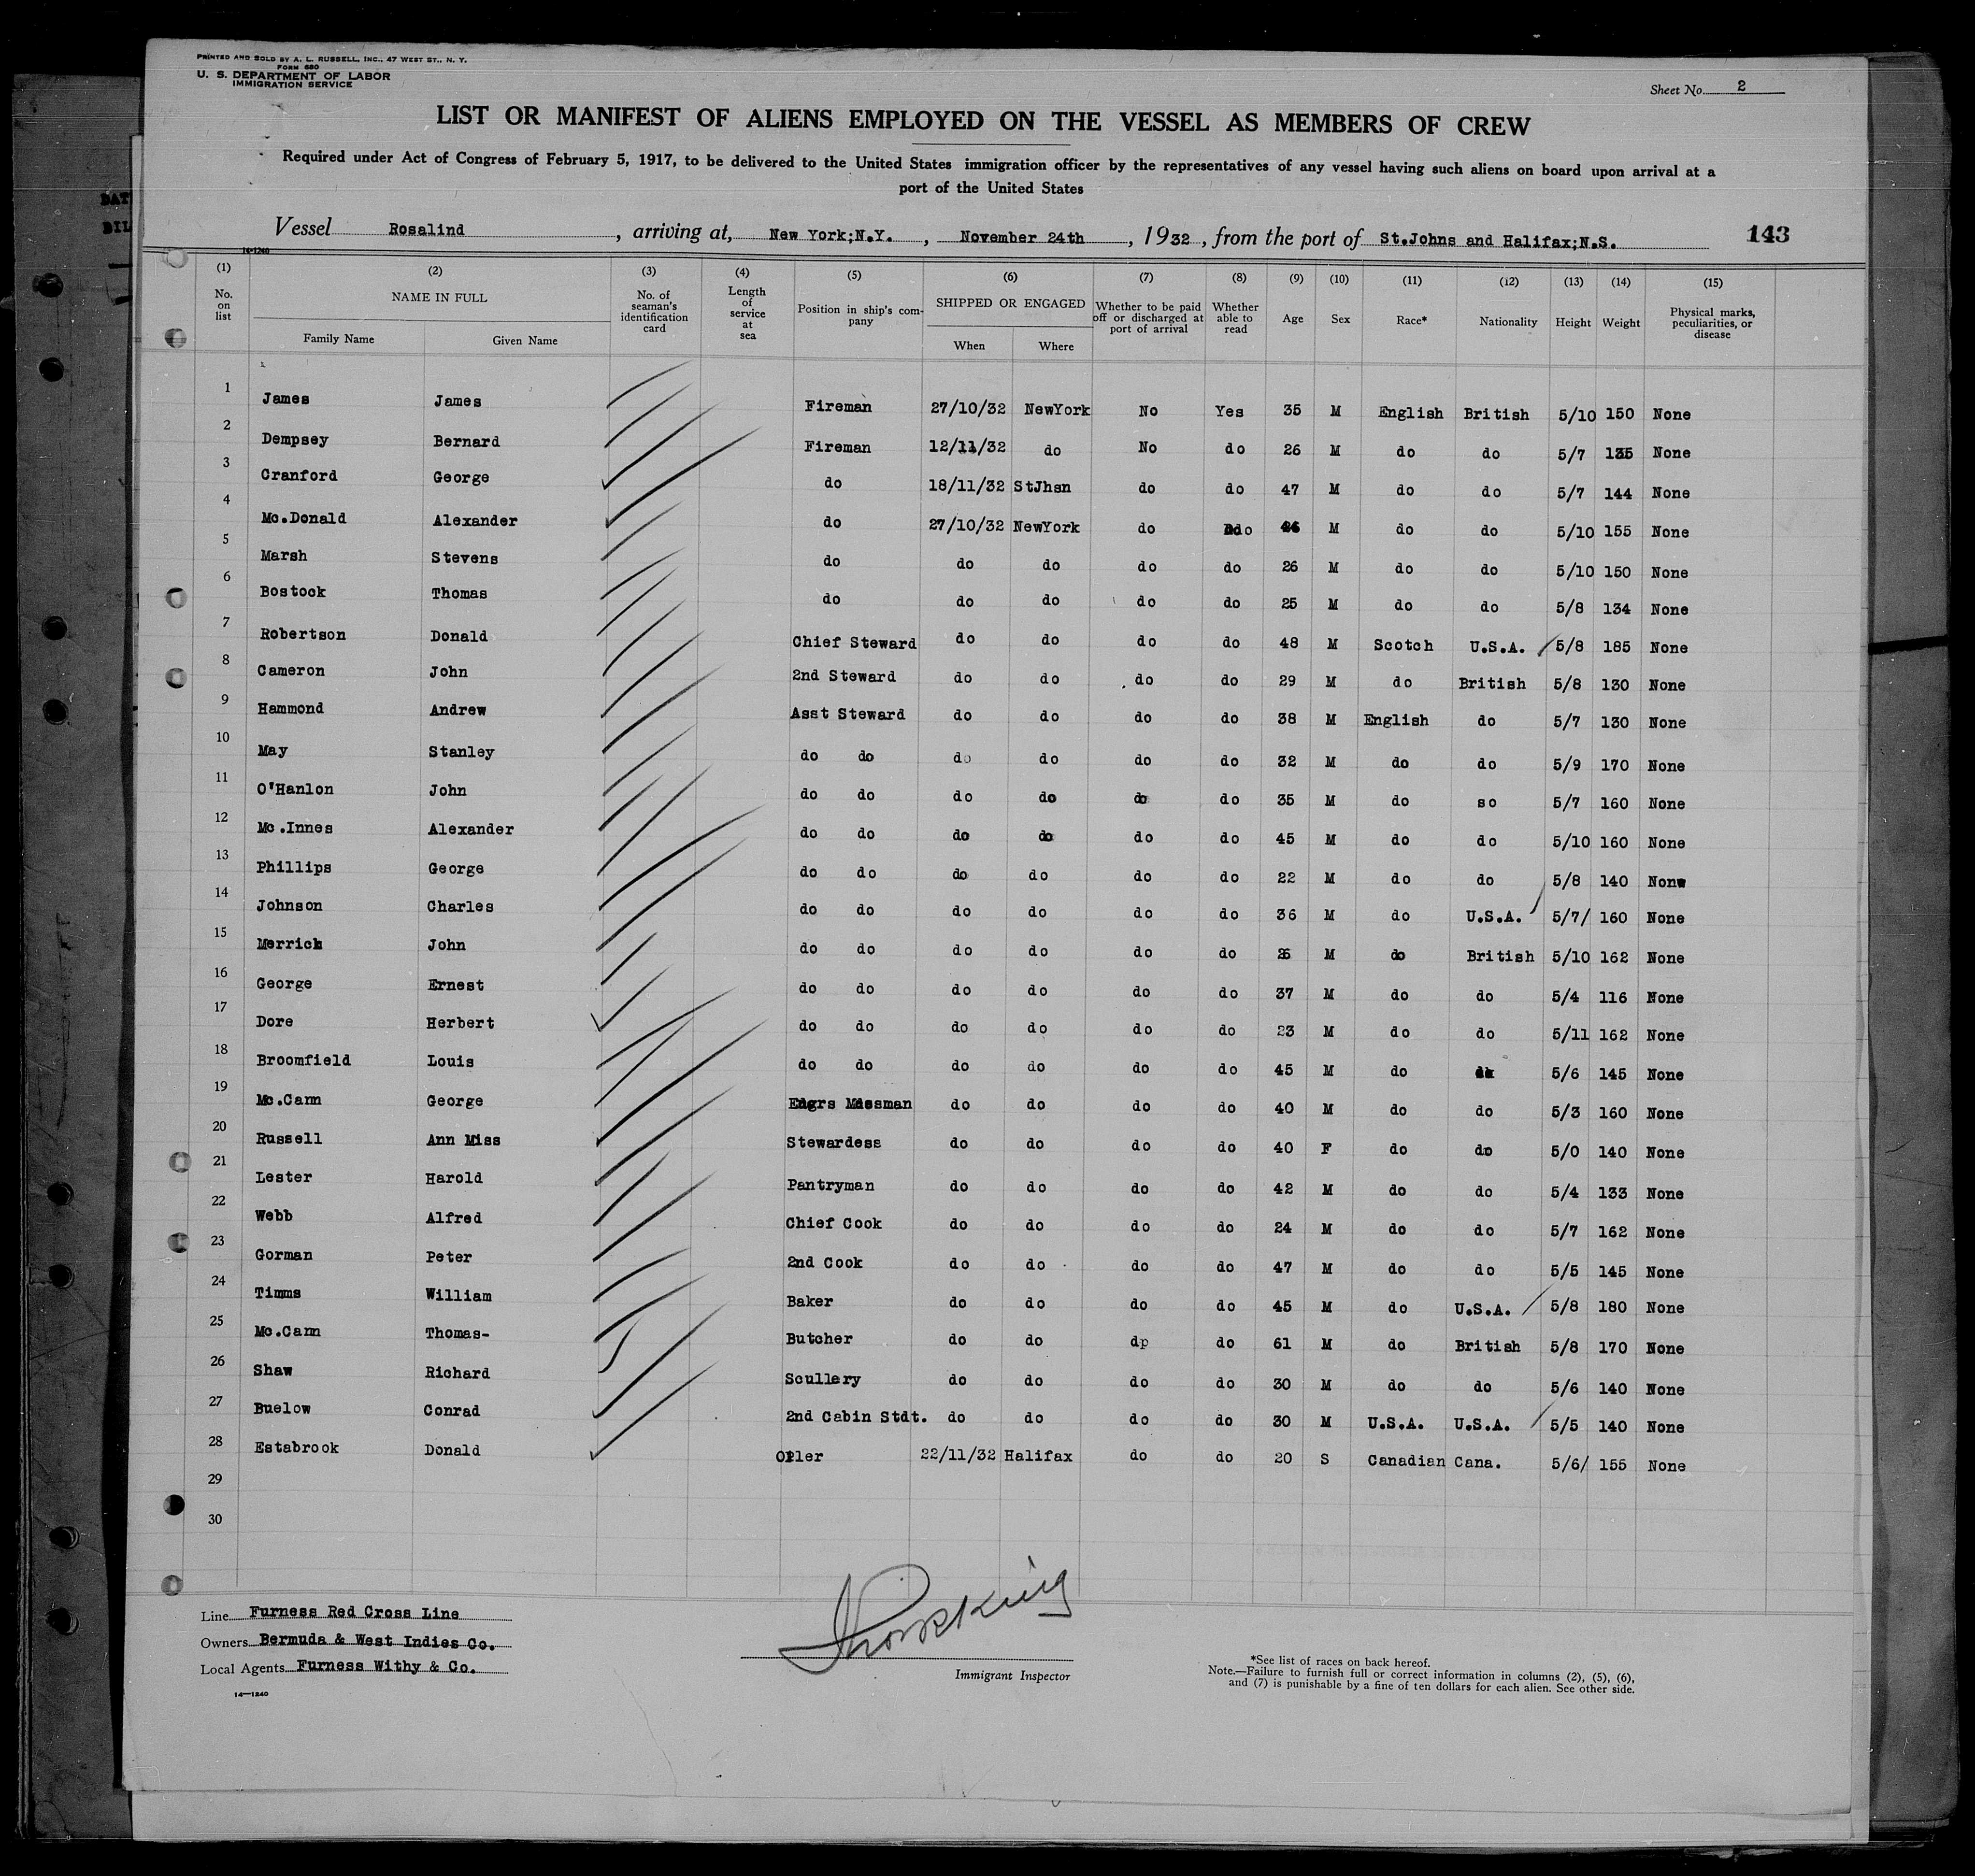 PRINTED AND SOLD BY A. L. RUSSELL, INC., 47 WEST ST., N. Y.
FORM 680
U. S. DEPARTMENT OF LABOR
IMMIGRATION SERVICE
Sheet No. 2
LIST OR MANIFEST OF ALIENS EMPLOYED ON THE VESSEL AS MEMBERS OF CREW
Required under Act of Congress of February 5, 1917, to be delivered to the United States immigration officer by the representatives of any vessel having such aliens on board upon arrival at a
port of the United States
Vessel Rosalind, arriving at, New York;N.Y., November 24th, 1932, from the port of St.Johns and Halifax;N.S. 143
14-1240
(1) (2) (3) (4) (5) (6) (7) (8) (9) (10) (11) (12) (13) (14) (15)
No. on list NAME IN FULL Family Name Given Name No. of seaman's identification card Length of service at sea Position in ship's company SHIPPED OR ENGAGED When Where Whether to be paid off or discharged at port of arrival Whether able to read Age Sex Race* Nationality Height Weight Physical marks, peculiarities, or disease
1 James James Fireman 27/10/32 NewYork No Yes 35 M English British 5/10 150 None
2 Dempsey Bernard Fireman 12/11/32 do No do 26 M do do 5/7 135 None
3 Cranford George do 18/11/32 StJhsn do do 47 M do do 5/7 144 None
4 Mc.Donald Alexander do 27/10/32 NewYork do do M do do 5/10 155 None
5 Marsh Stevens do do do do do 26 M do do 5/10 150 None
6 Bostock Thomas do do do do do 25 M do do 5/8 134 None
7 Robertson Donald Chief Steward do do do do 48 M Scotch U.S.A. 5/8 185 None
8 Cameron John 2nd Steward do do do do 29 M do British 5/8 130 None
9 Hammond Andrew Asst Steward do do do do 38 M English do 5/7 130 None
10 May Stanley do do do do do do 32 M do do 5/9 170 None
11 O'Hanlon John do do do do do do 35 M do so 5/7 160 None
12 Mc.Innes Alexander do do do do do do 45 M do do 5/10 160 None
13 Phillips George do do do do do do 22 M do do 5/8 140 Nonw
14 Johnson Charles do do do do do do 36 M do U.S.A. 5/7/ 160 None
15 Merrick John do do do do do do M do British 5/10 162 None
16 George Ernest do do do do do do 37 M do do 5/4 116 None
17 Dore Herbert do do do do do do 23 M do do 5/11 162 None
18 Broomfield Louis do do do do do do 45 M do 5/6 145 None
19 Mc.Cann George Engrs Messman do do do do 40 M do do 5/3 160 None
20 Russell Ann Miss Stewardess do do do do 40 F do do 5/0 140 None
21 Lester Harold Pantryman do do do do 42 M do do 5/4 133 None
22 Webb Alfred Chief Cook do do do do 24 M do do 5/7 162 None
23 Gorman Peter 2nd Cook do do do do 47 M do do 5/5 145 None
24 Timms William Baker do do do do 45 M do U.S.A. 5/8 180 None
25 Mc.Cann Thomas- Butcher do do dp do 61 M do British 5/8 170 None
26 Shaw Richard Scullery do do do do 30 M do do 5/6 140 None
27 Buelow Conrad 2nd Cabin Stdt. do do do do 30 M U.S.A. U.S.A. 5/5 140 None
28 Estabrook Donald Oiler 22/11/32 Halifax do do 20 S Canadian Cana. 5/6/ 155 None
29
30
Line Furness Red Cross Line
Owners Bermuda & West Indies Co.
Local Agents Furness Withy & Co.
14-1240
Immigrant Inspector
*See list of races on back hereof.
Note.—Failure to furnish full or correct information in columns (2), (5), (6),
and (7) is punishable by a fine of ten dollars for each alien. See other side.